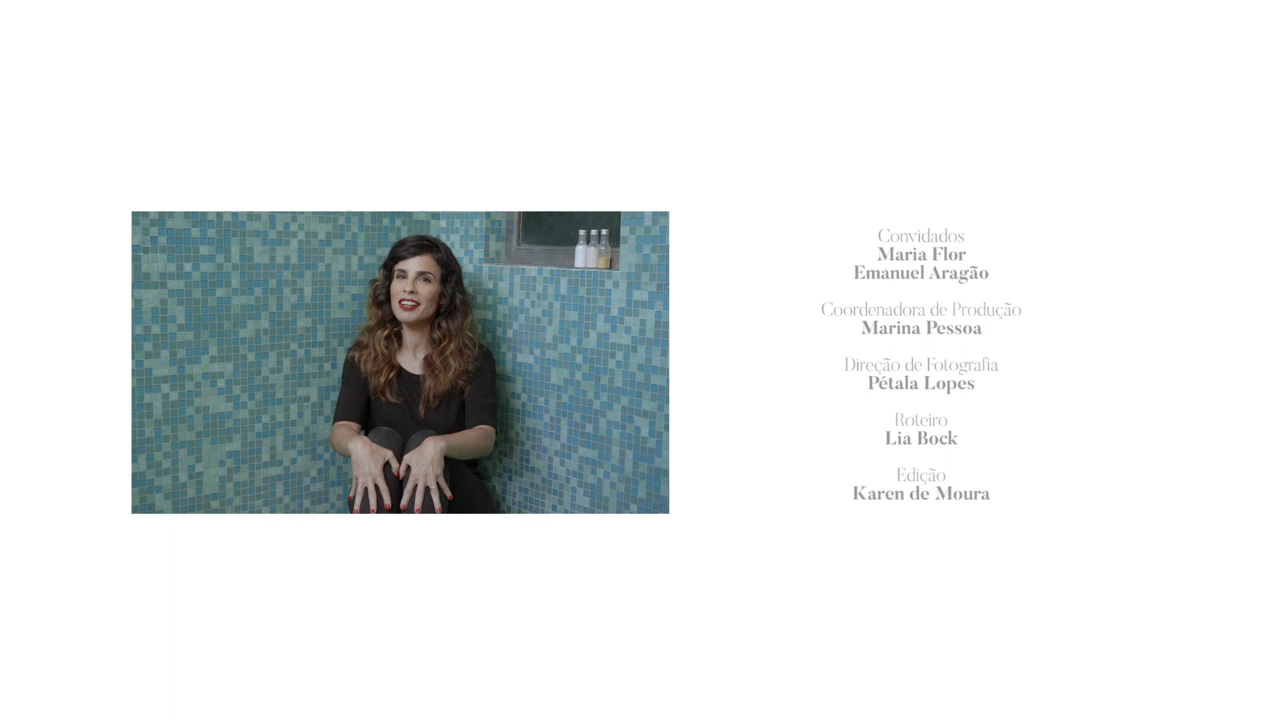 Convidados
Maria Flor
Emanuel Aragão
Coordenadora de Produção
Marina Pessoa
Direção de Fotografia
Pétala Lopes
Roteiro
Lia Bock
Edição
Karen de Moura